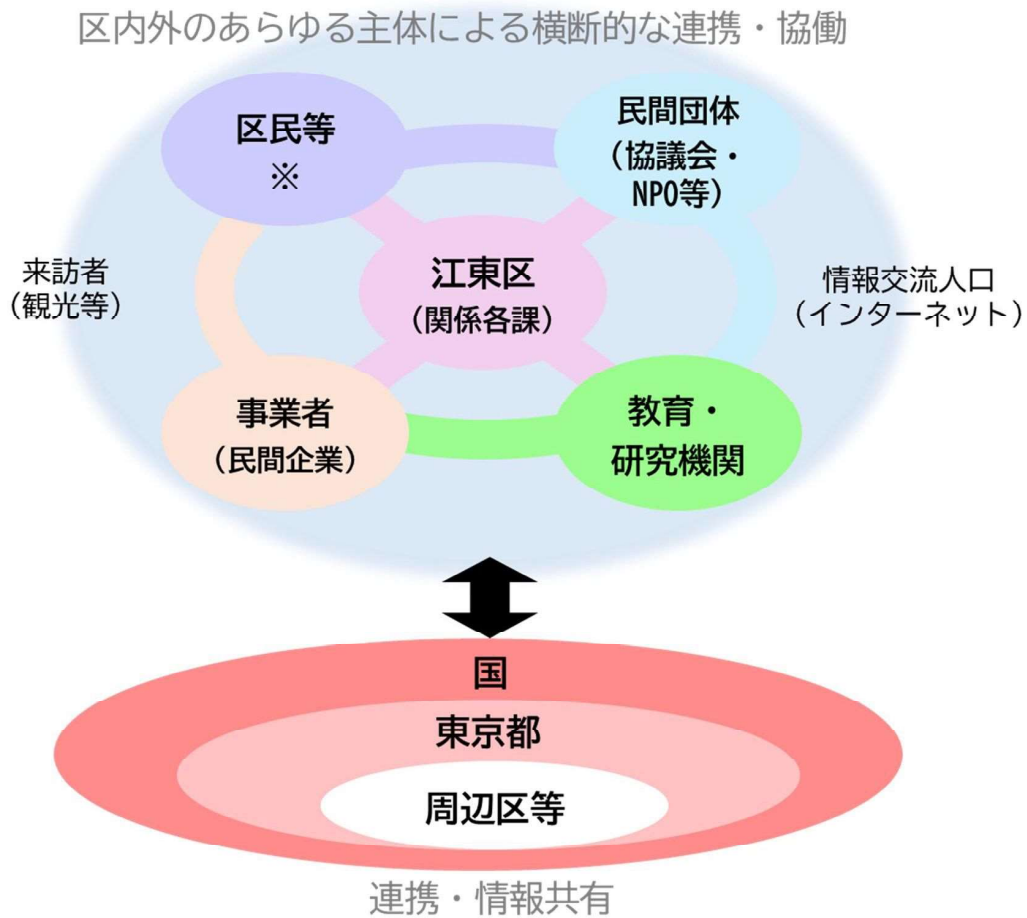 区内外のあらゆる主体による横断的な連携・協働
区民等
※
民間団体
(協議会・
NPO等)
江東区
(関係各課)
来訪者
(観光等)
情報交流人口
(インターネット)
事業者
(民間企業)
教育・
研究機関
国
東京都
周辺区等
連携・情報共有